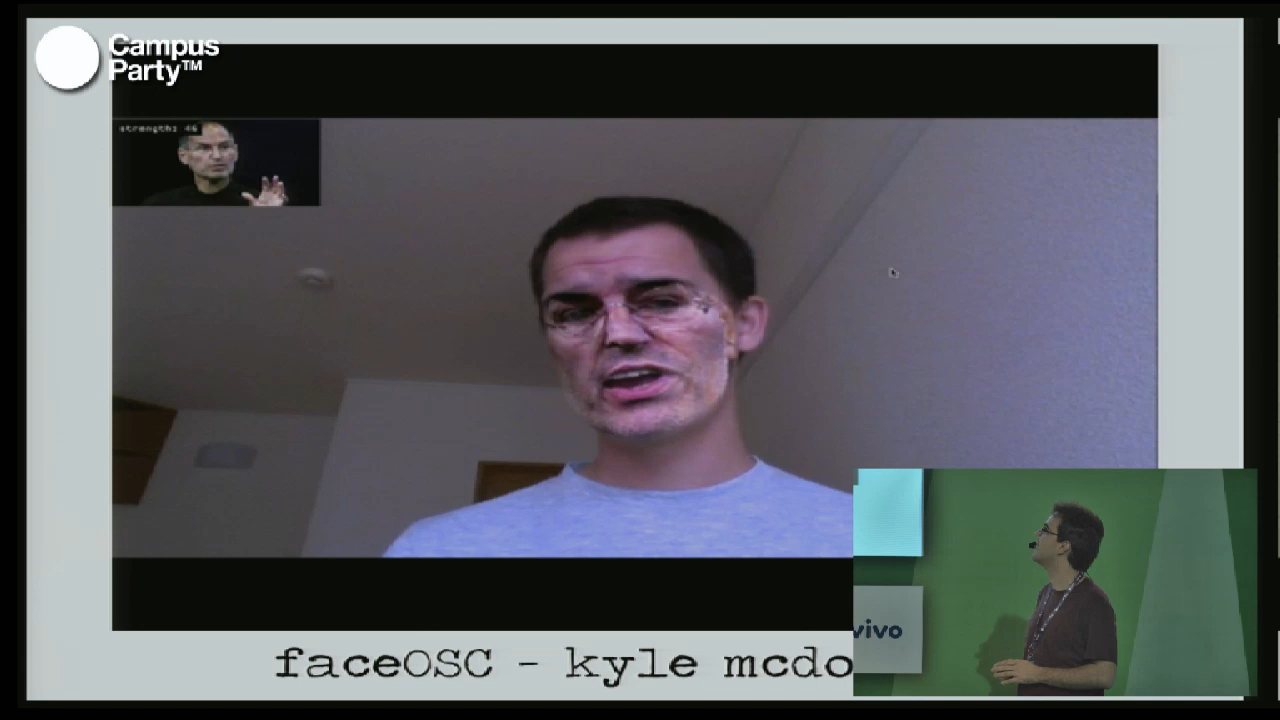 Campus
Party™
strength: 46
faceOSC - kyle mcdo
vivo